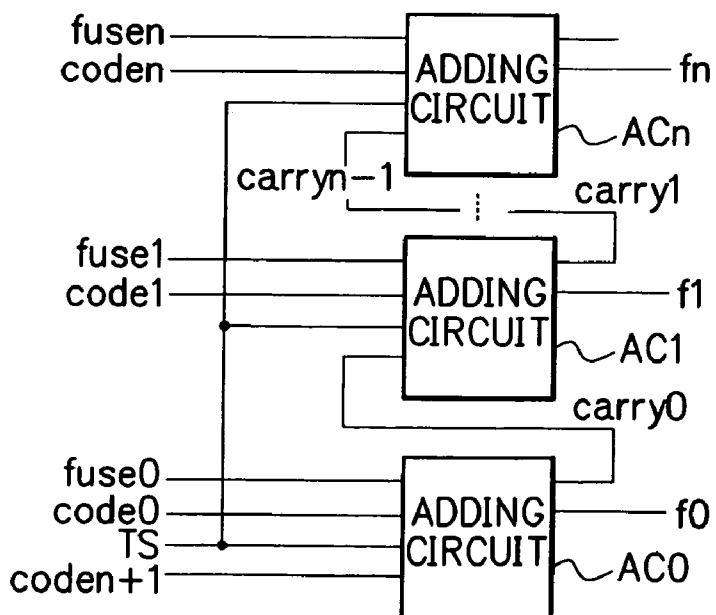 fusen
coden
ADDING
CIRCUIT
fn
ACn
carryn-1
carry1
fuse1
code1
ADDING
CIRCUIT
f1
AC1
carry0
fuse0
code0
TS
coden+1
ADDING
CIRCUIT
f0
AC0